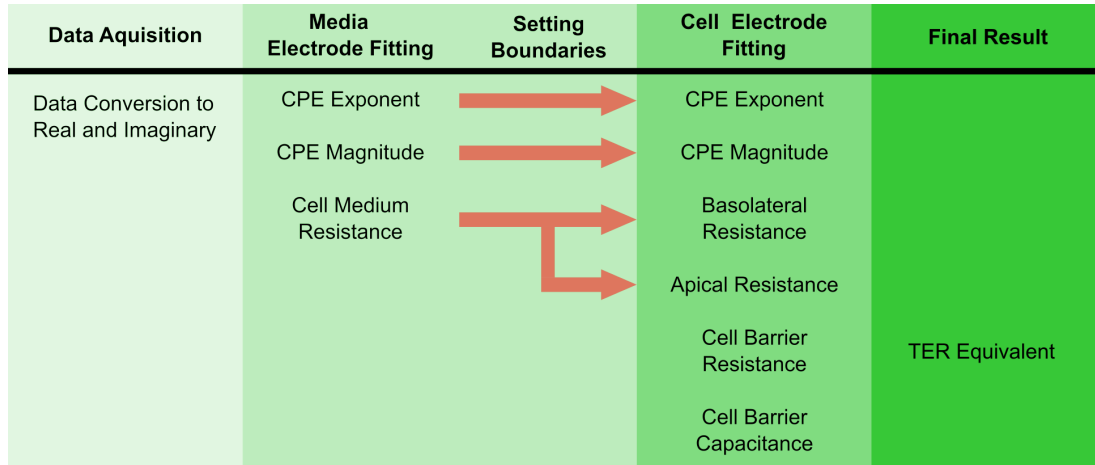 Data Aquisition
Media
Electrode Fitting
Setting
Boundaries
Cell Electrode
Fitting
Final Result
Data Conversion to
Real and Imaginary
CPE Exponent
CPE Magnitude
Cell Medium
Resistance
CPE Exponent
CPE Magnitude
Basolateral
Resistance
Apical Resistance
Cell Barrier
Resistance
Cell Barrier
Capacitance
TER Equivalent